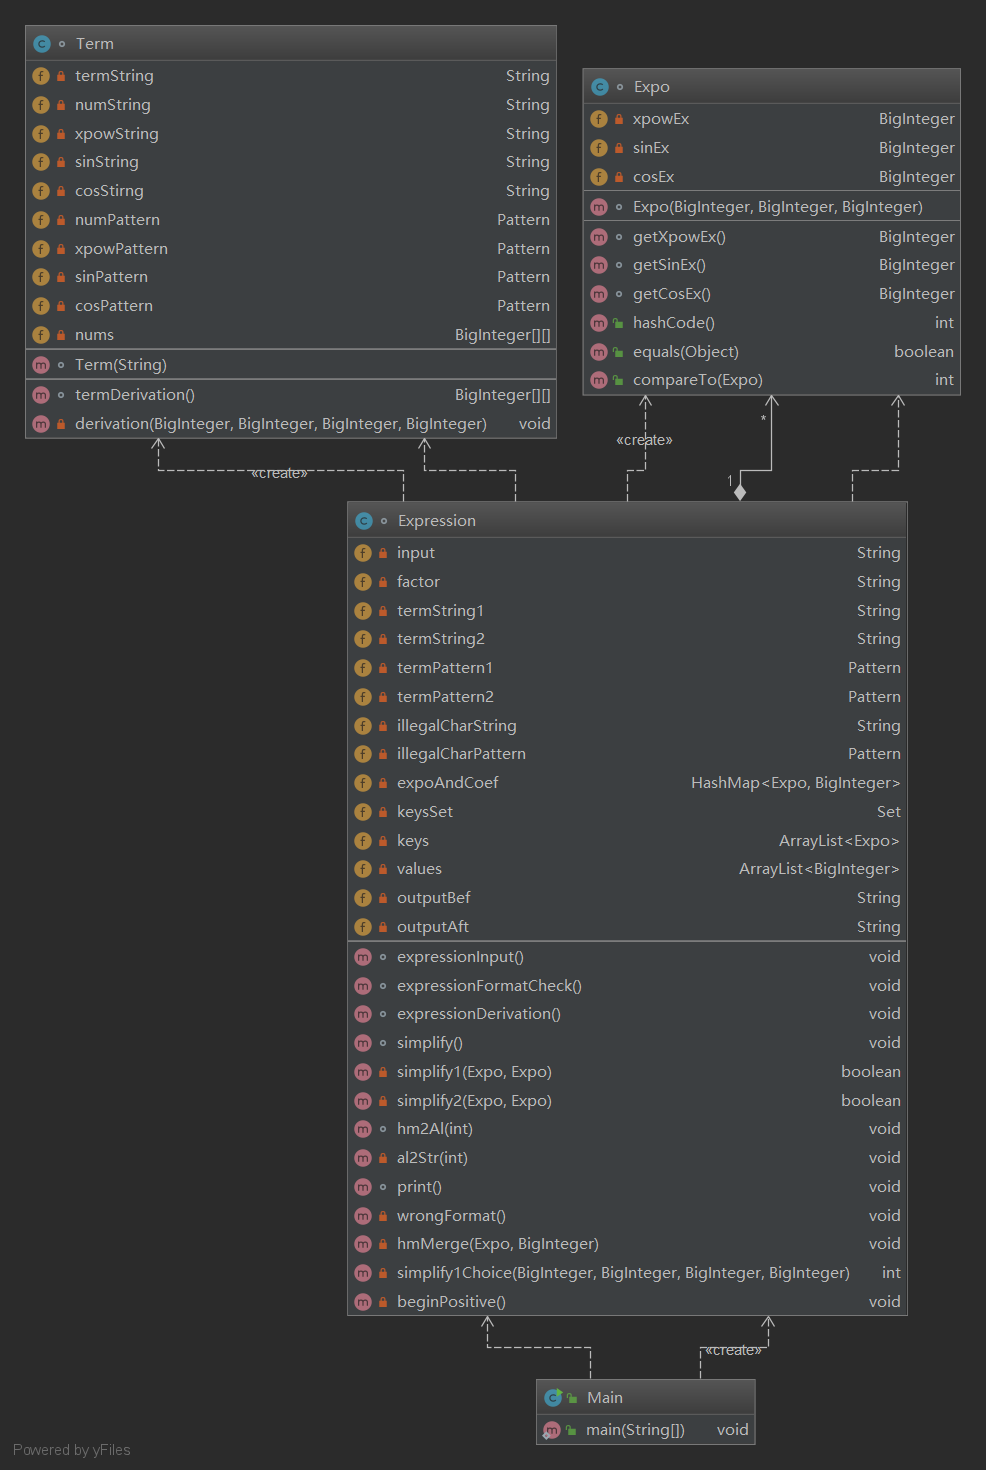 Term
termString String
numString String
xpowString String
sinString String
cosStirng String
numPattern Pattern
xpowPattern Pattern
sinPattern Pattern
cosPattern Pattern
nums BigInteger[][]
Term(String)
termDerivation() BigInteger[][]
derivation(BigInteger, BigInteger, BigInteger, BigInteger) void
Expo
xpowEx BigInteger
sinEx BigInteger
cosEx BigInteger
Expo(BigInteger, BigInteger, BigInteger)
getXpowEx() BigInteger
getSinEx() BigInteger
getCosEx() BigInteger
hashCode() int
equals(Object) boolean
compareTo(Expo) int
«create»
«create»
*
1
Expression
input String
factor String
termString1 String
termString2 String
termPattern1 Pattern
termPattern2 Pattern
illegalCharString String
illegalCharPattern Pattern
expoAndCoef HashMap<Expo, BigInteger>
keysSet Set
keys ArrayList<Expo>
values ArrayList<BigInteger>
outputBef String
outputAft String
expressionInput() void
expressionFormatCheck() void
expressionDerivation() void
simplify() void
simplify1(Expo, Expo) boolean
simplify2(Expo, Expo) boolean
hm2Al(int) void
al2Str(int) void
print() void
wrongFormat() void
hmMerge(Expo, BigInteger) void
simplify1Choice(BigInteger, BigInteger, BigInteger, BigInteger) int
beginPositive() void
«create»
Main
main(String[]) void
Powered by yFiles